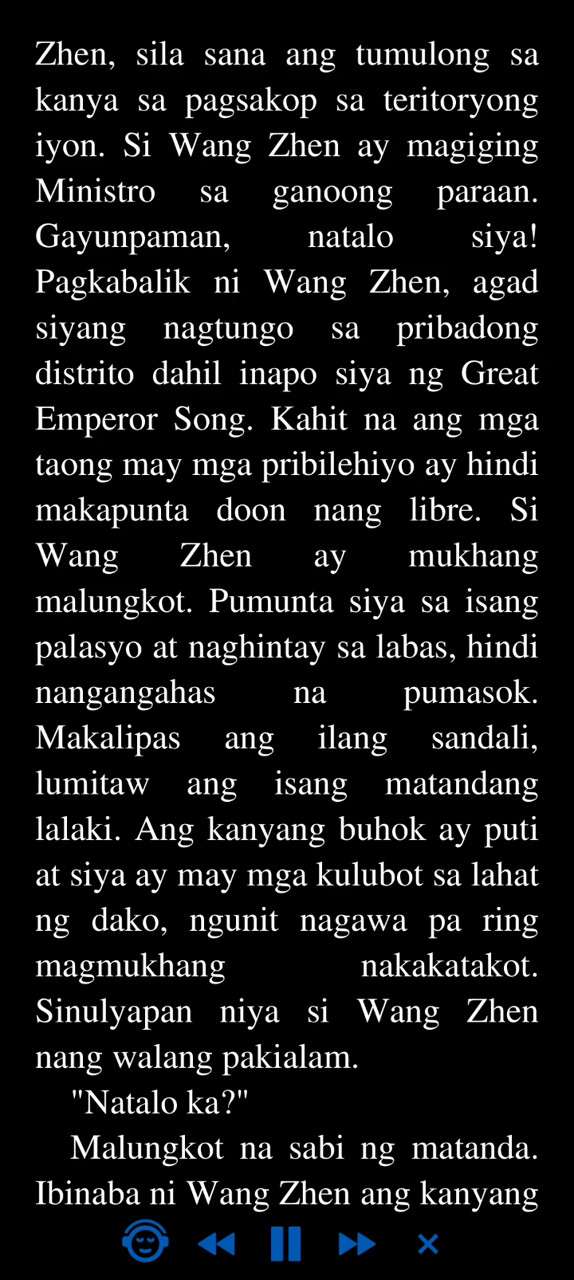 Zhen, sila sana ang tumulong sa
kanya sa pagsakop sa teritoryong
iyon. Si Wang Zhen ay magiging
Ministro sa ganoong paraan.
Gayunpaman, natalo siya!
Pagkabalik ni Wang Zhen, agad
siyang nagtungo sa pribadong
distrito dahil inapo siya ng Great
Emperor Song. Kahit na ang mga
taong may mga pribilehiyo ay hindi
makapunta doon nang libre. Si
Wang Zhen ay mukhang
malungkot. Pumunta siya sa isang
palasyo at naghintay sa labas, hindi
nangangahas na pumasok.
Makalipas ang ilang sandali,
lumitaw ang isang matandang
lalaki. Ang kanyang buhok ay puti
at siya ay may mga kulubot sa lahat
ng dako, ngunit nagawa pa ring
magmukhang nakakatakot.
Sinulyapan niya si Wang Zhen
nang walang pakialam.
"Natalo ka?"
Malungkot na sabi ng matanda.
Ibinaba ni Wang Zhen ang kanyang